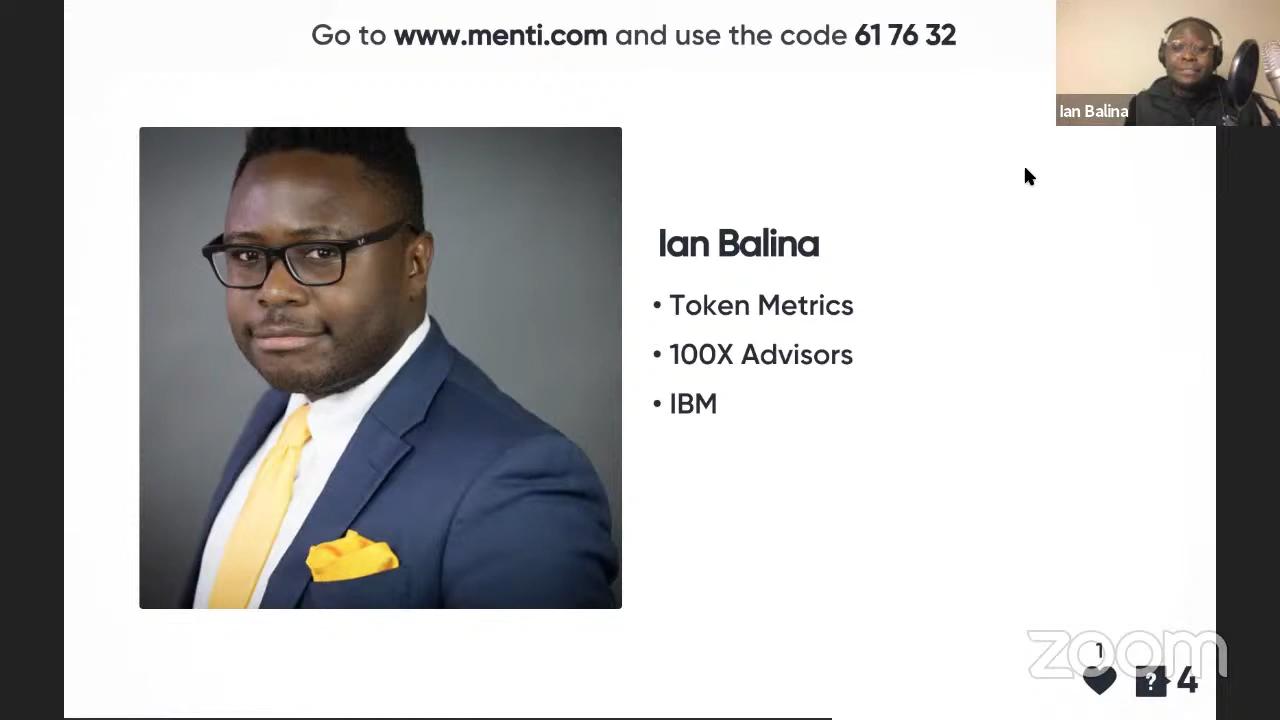 Go to www.menti.com and use the code 61 76 32
Ian Balina
Ian Balina
• Token Metrics
• 100X Advisors
• IBM
zoom
1
? 4